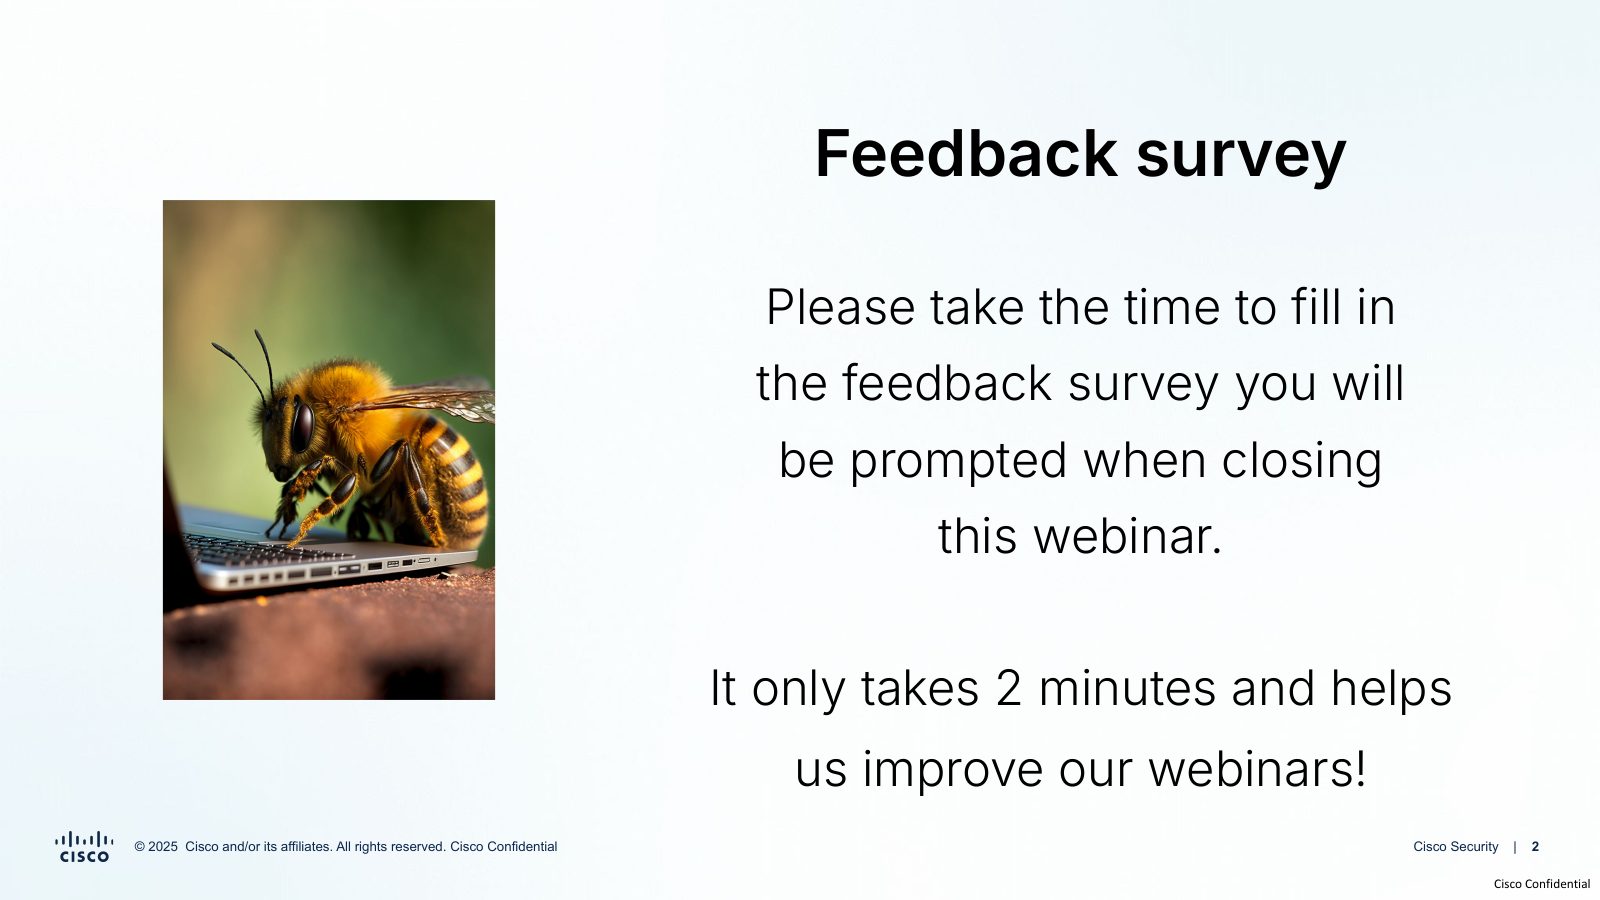 Feedback survey
Please take the time to fill in
the feedback survey you will
be prompted when closing
this webinar.
It only takes 2 minutes and helps
us improve our webinars!
CISCO
© 2025 Cisco and/or its affiliates. All rights reserved. Cisco Confidential
Cisco Security | 2
Cisco Confidential